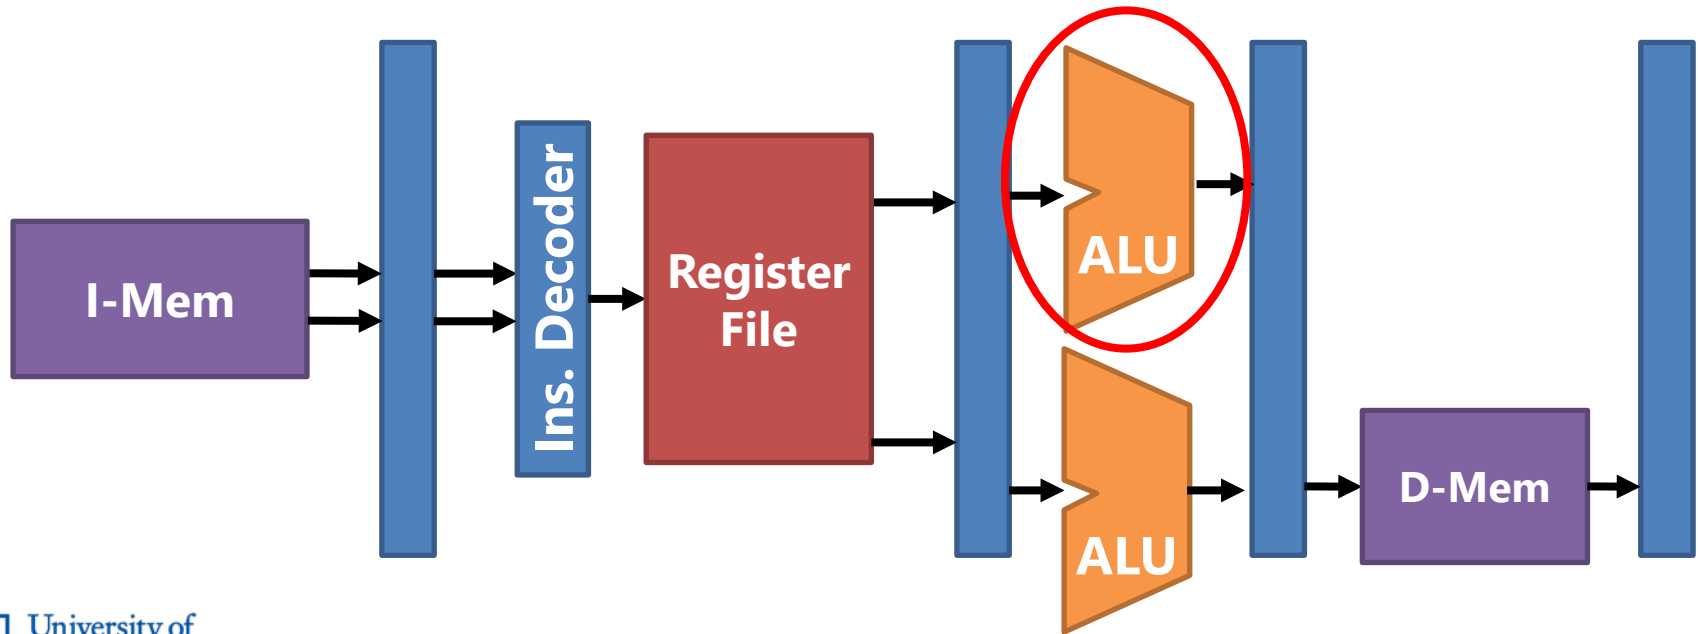 I-Mem
Ins. Decoder
Register
File
ALU
ALU
D-Mem
University of